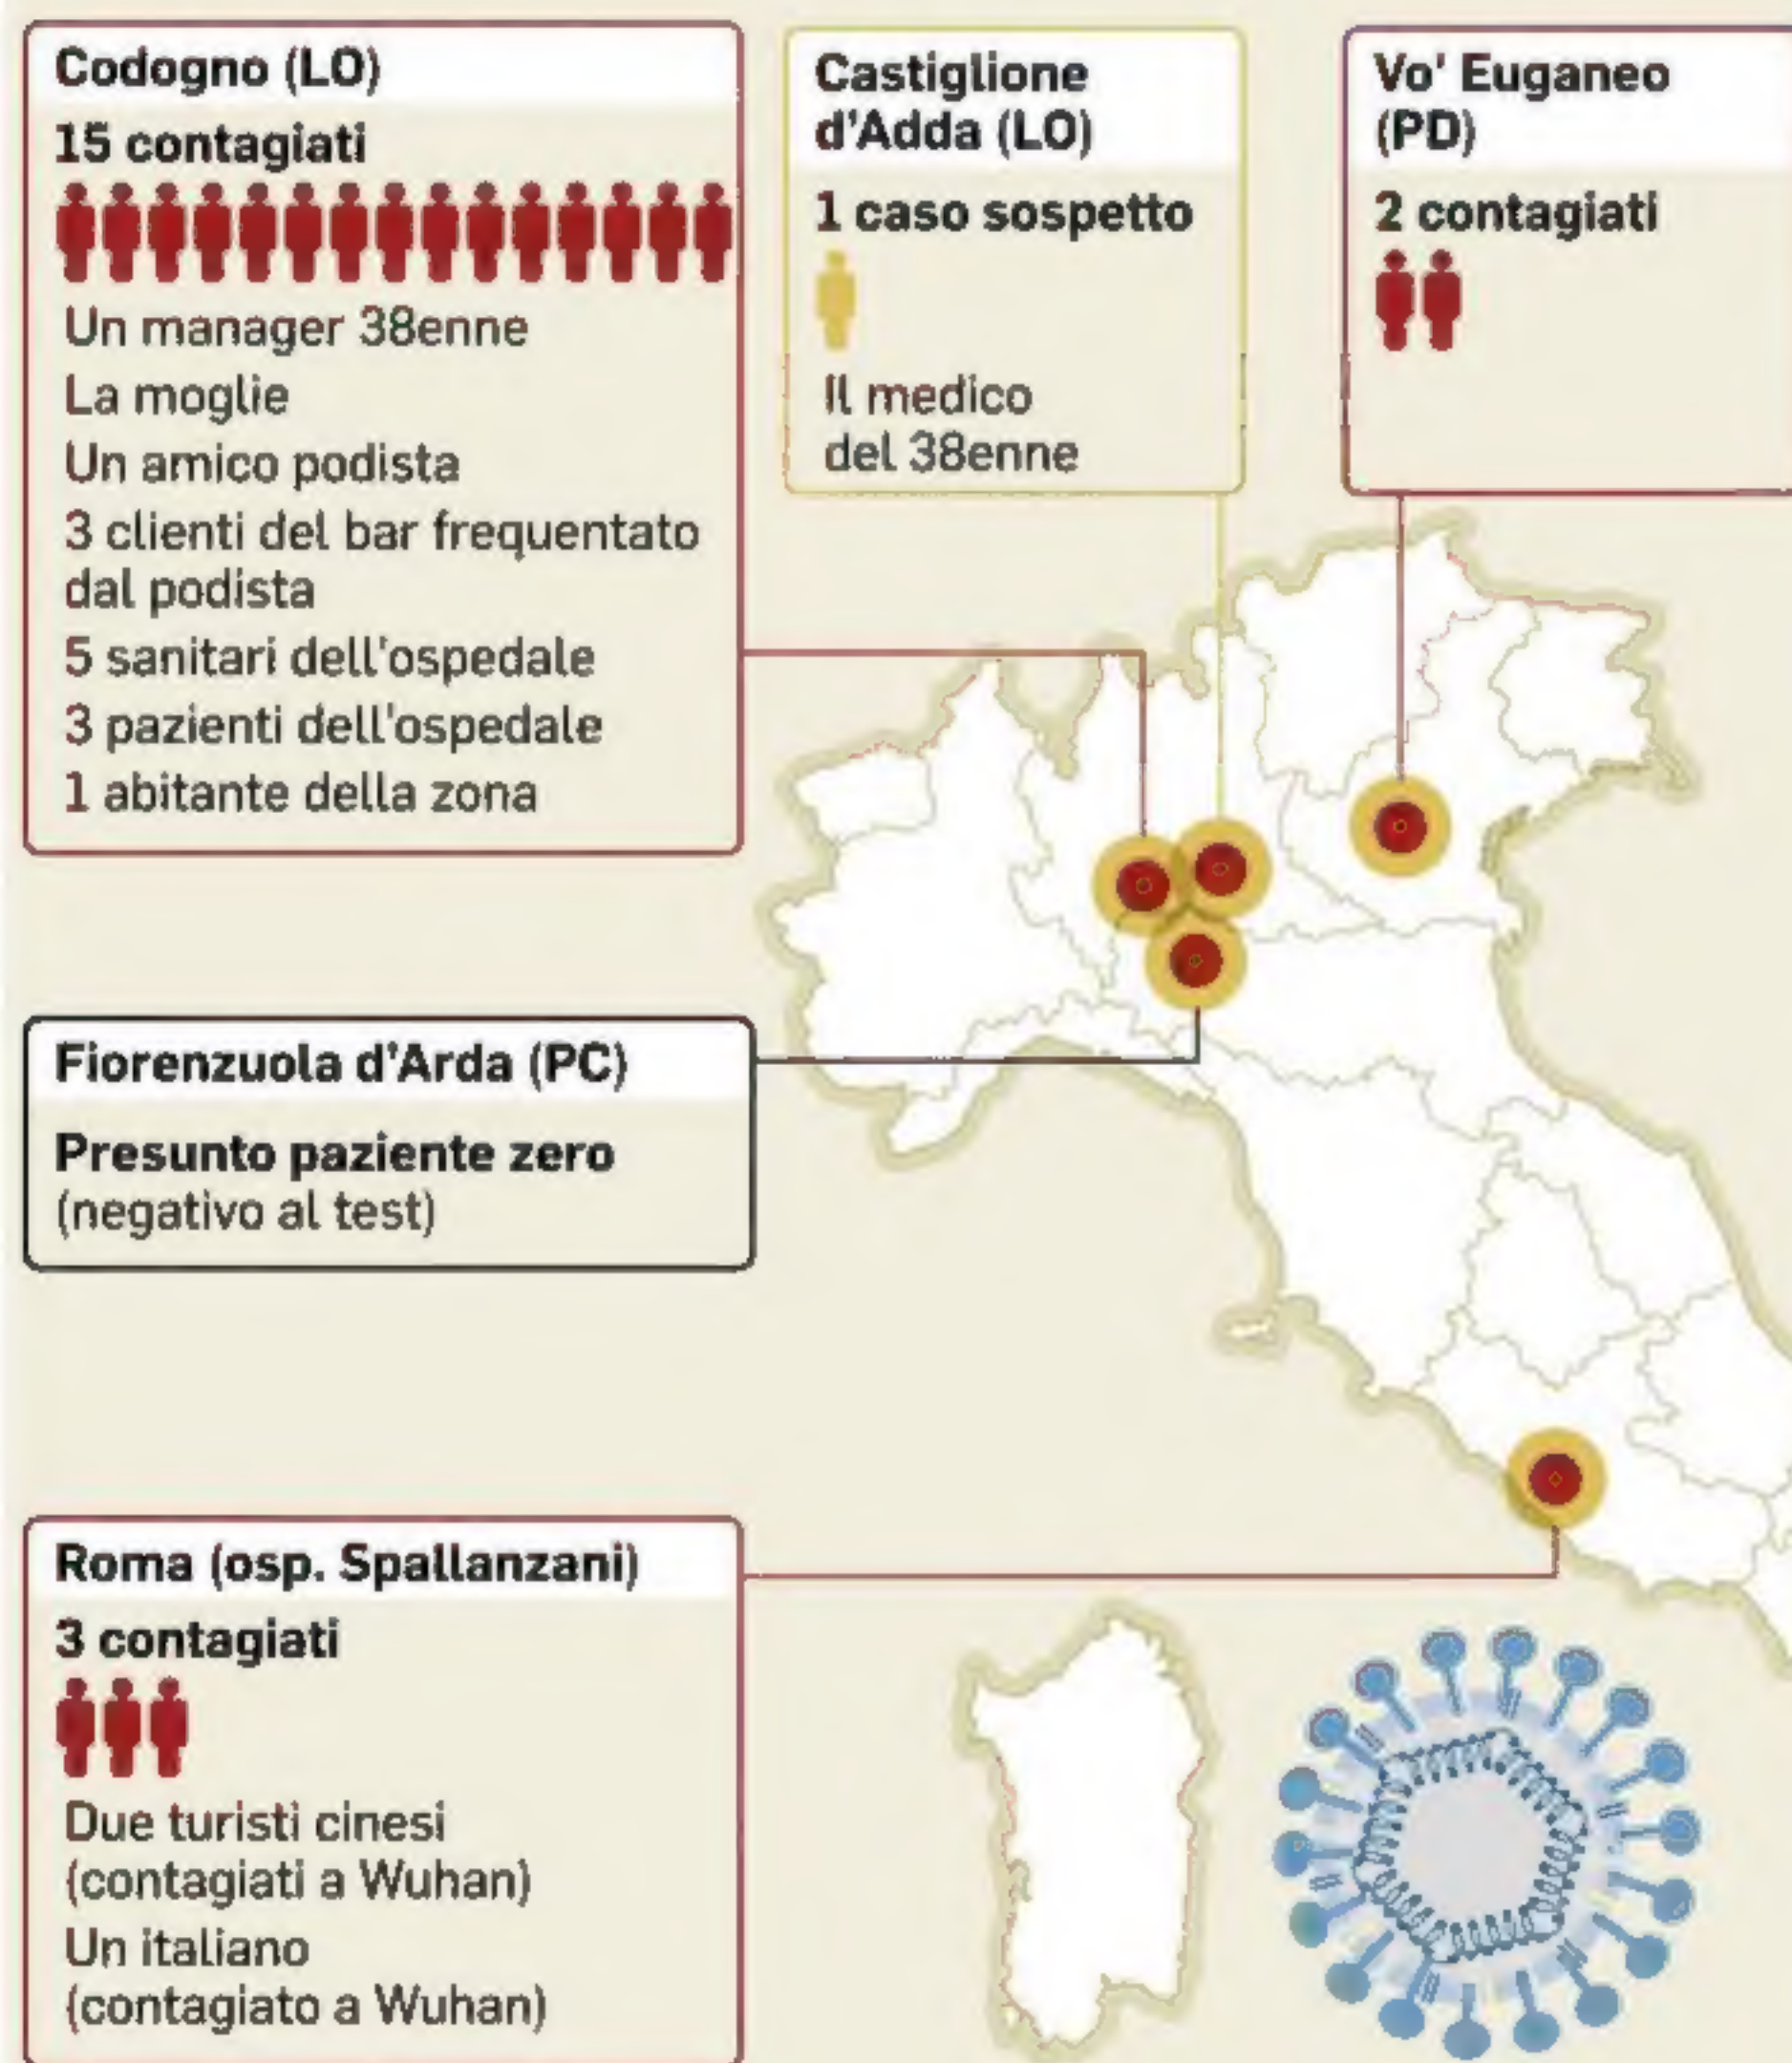 Codogno (LO)
15 contagiati
Un manager 38enne
La moglie
Un amico podista
3 clienti del bar frequentato
dal podista
5 sanitari dell'ospedale
3 pazienti dell'ospedale
1 abitante della zona
Castiglione
d'Adda (LO)
1 caso sospetto
Il medico
del 38enne
Vo' Euganeo
(PD)
2 contagiati
Fiorenzuola d'Arda (PC)
Presunto paziente zero
(negativo al test)
Roma (osp. Spallanzani)
3 contagiati
Due turisti cinesi
(contagiati a Wuhan)
Un italiano
(contagiato a Wuhan)